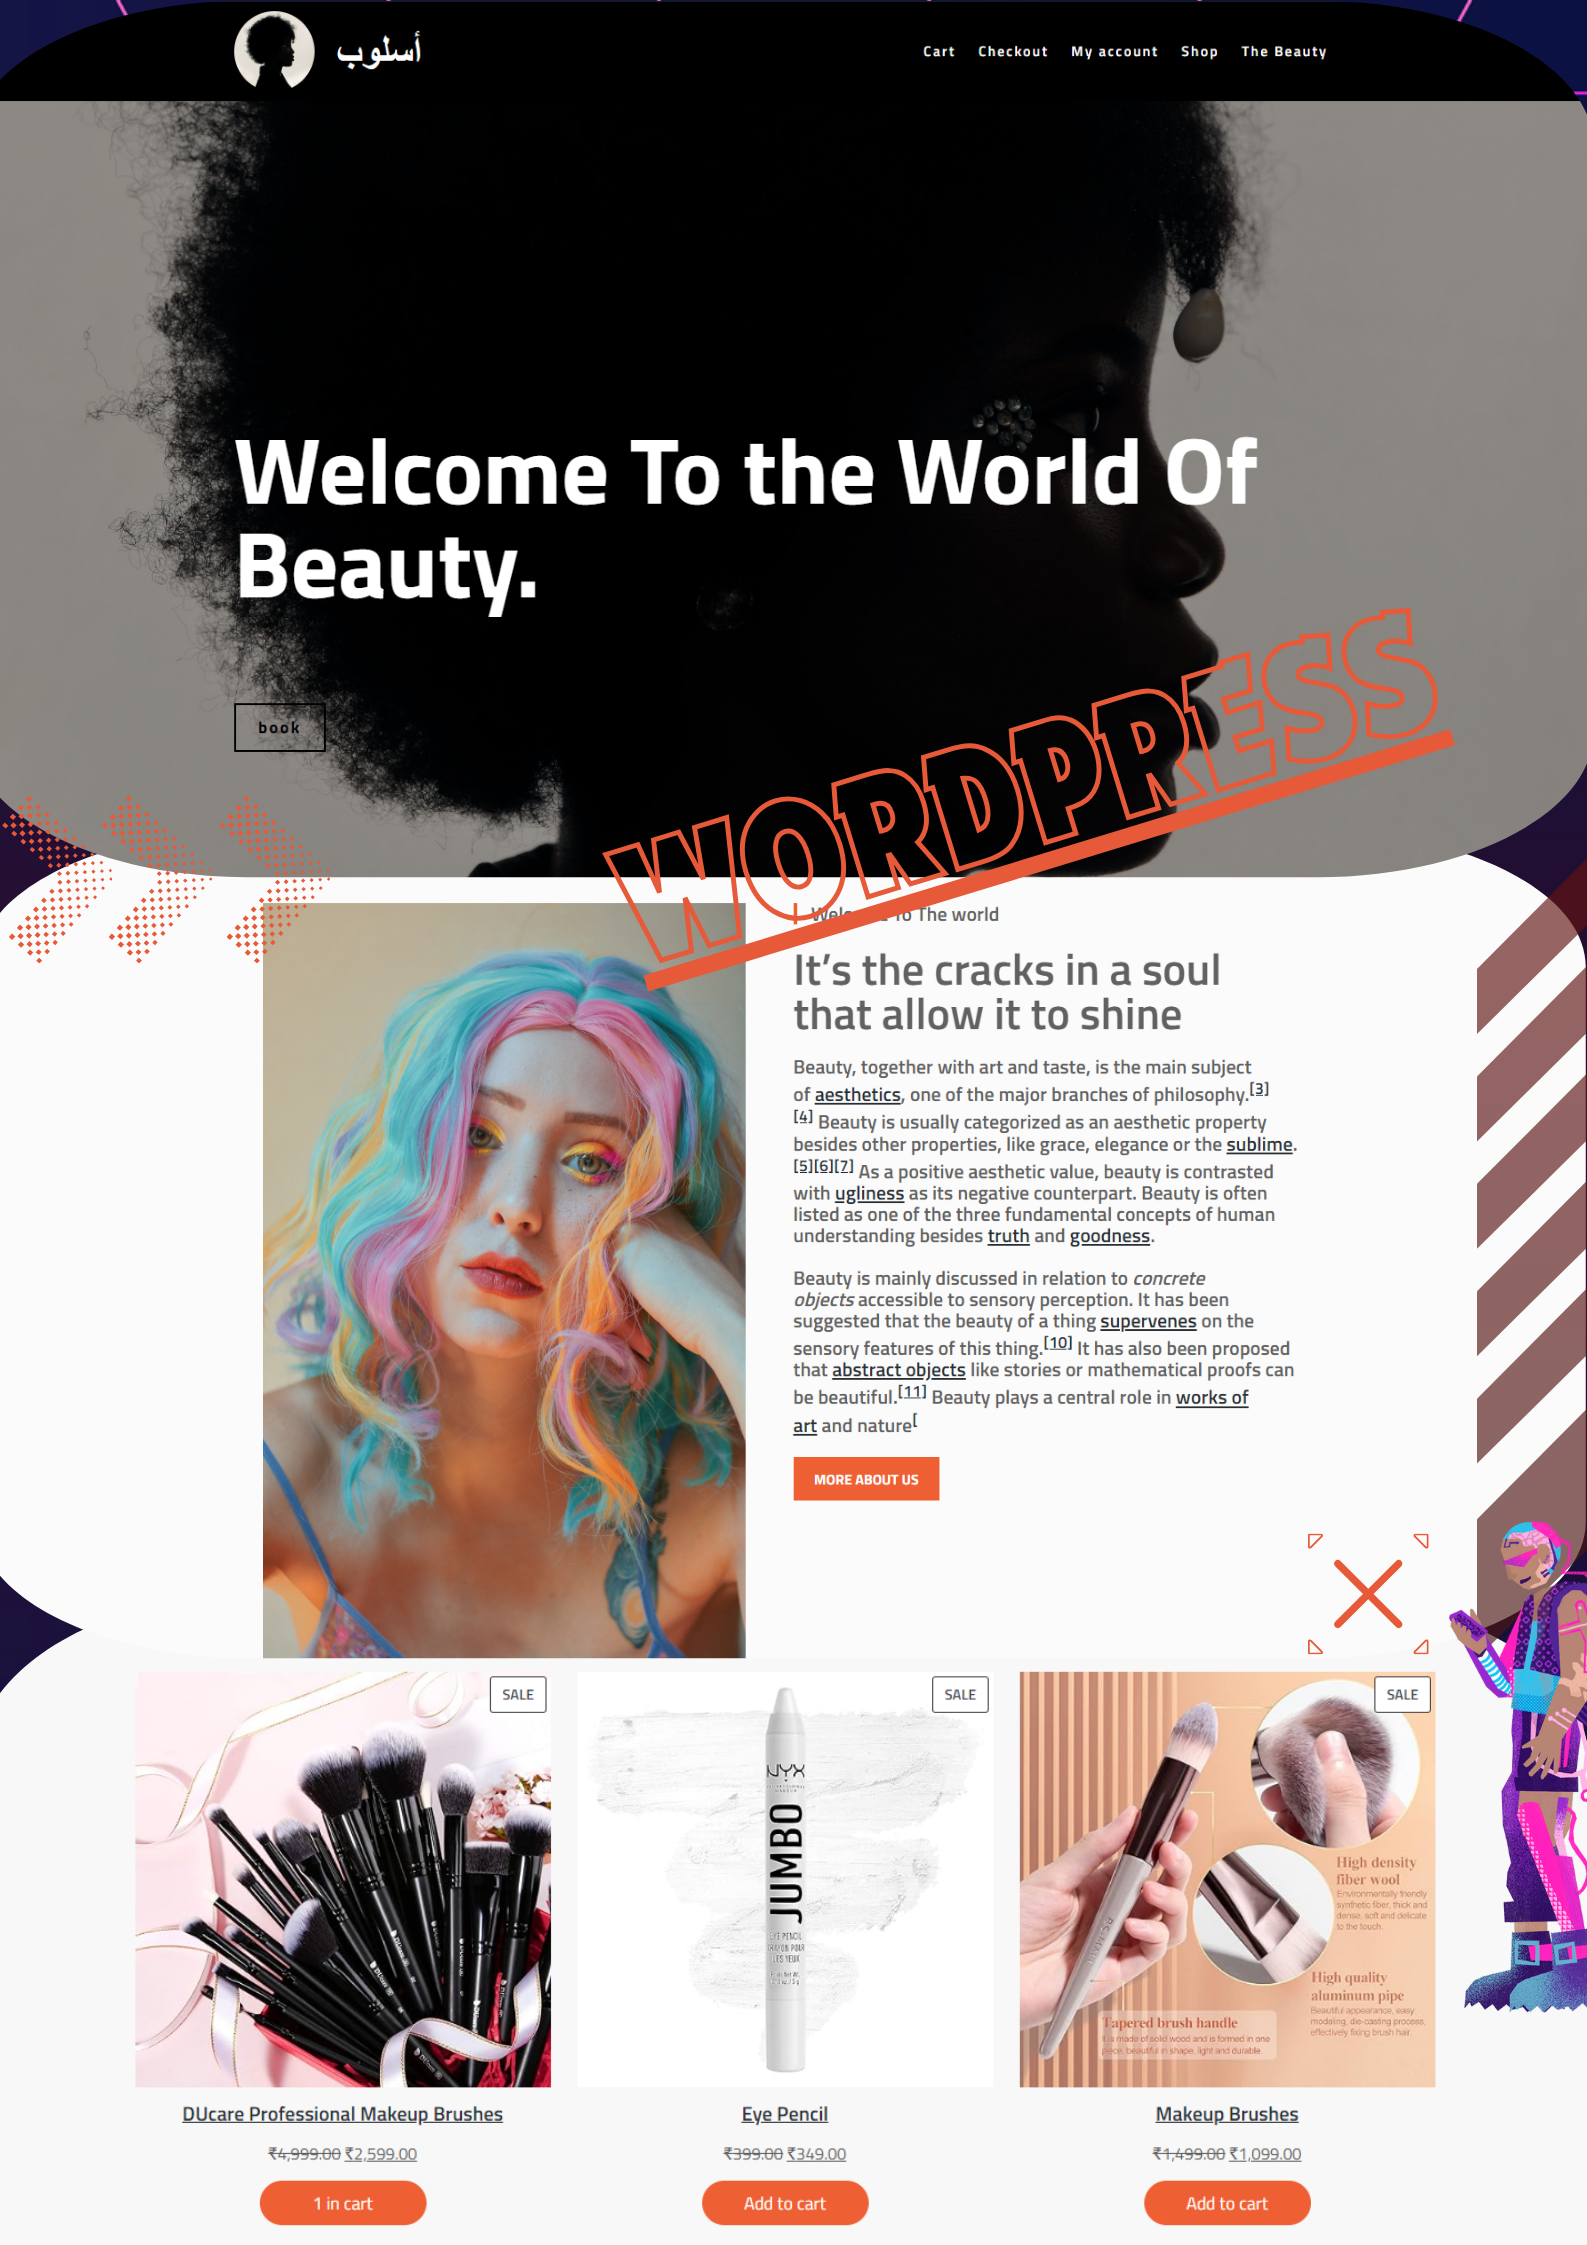 أسلوب
Cart Checkout My account Shop The Beauty
Welcome To the World Of
Beauty.
book
WORDPRESS
To The world
It's the cracks in a soul
that allow it to shine
Beauty, together with art and taste, is the main subject
of aesthetics, one of the major branches of philosophy.[3]
[4] Beauty is usually categorized as an aesthetic property
besides other properties, like grace, elegance or the sublime.
[5][6][7] As a positive aesthetic value, beauty is contrasted
with ugliness as its negative counterpart. Beauty is often
listed as one of the three fundamental concepts of human
understanding besides truth and goodness.
Beauty is mainly discussed in relation to concrete
objects accessible to sensory perception. It has been
suggested that the beauty of a thing supervenes on the
sensory features of this thing.[10] It has also been proposed
that abstract objects like stories or mathematical proofs can
be beautiful.[11] Beauty plays a central role in works of
art and nature[
MORE ABOUT US
SALE
SALE
SALE
NYX
JUMBO
EYE PENCIL
CRAYON POUR
LES YEUX
DUcare
High density
fiber wool
Environmentally friendly
synthetic fiber, thick and
dense, soft and delicate
to the touch.
High quality
aluminum pipe
Beautiful appearance, easy
modeling, die-casting process,
effectively fixing brush hair.
Tapered brush handle
It is made of solid wood and is formed in one
piece, beautiful in shape, light and durable.
DUcare Professional Makeup Brushes
₹4,999.00 ₹2,599.00
1 in cart
Eye Pencil
₹399.00 ₹349.00
Add to cart
Makeup Brushes
₹1,499.00 ₹1,099.00
Add to cart